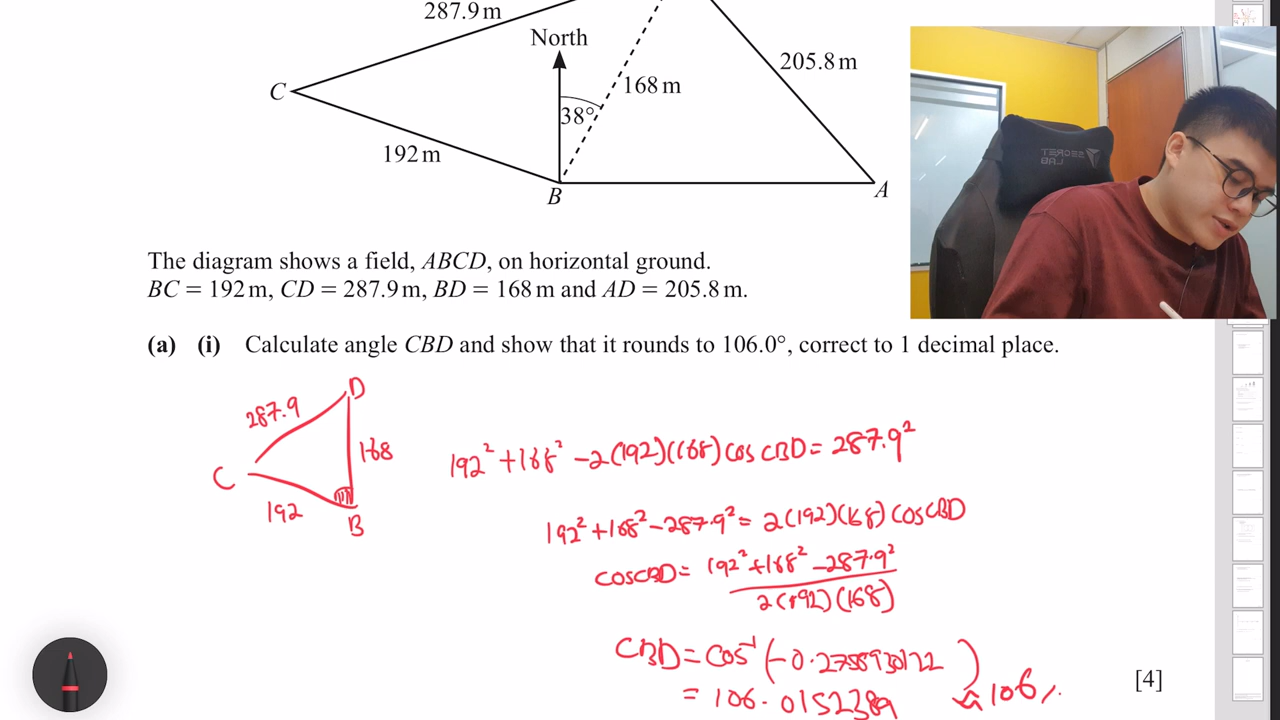 287.9 m
North
205.8 m
C
168 m
38°
192 m
B
A
The diagram shows a field, ABCD, on horizontal ground.
BC = 192 m, CD = 287.9 m, BD = 168 m and AD = 205.8 m.
(a) (i) Calculate angle CBD and show that it rounds to 106.0°, correct to 1 decimal place.
D
287.9
168
C
192
B
192² + 168² - 2(192)(168) cos CBD = 287.9²
192² + 168² - 287.9² = 2(192)(168) cos CBD
cos CBD = 192² + 168² - 287.9²
2(192)(168)
CBD = cos⁻¹ (
= 106.0152389 ≈ 106
[4]
SECRET
LAB